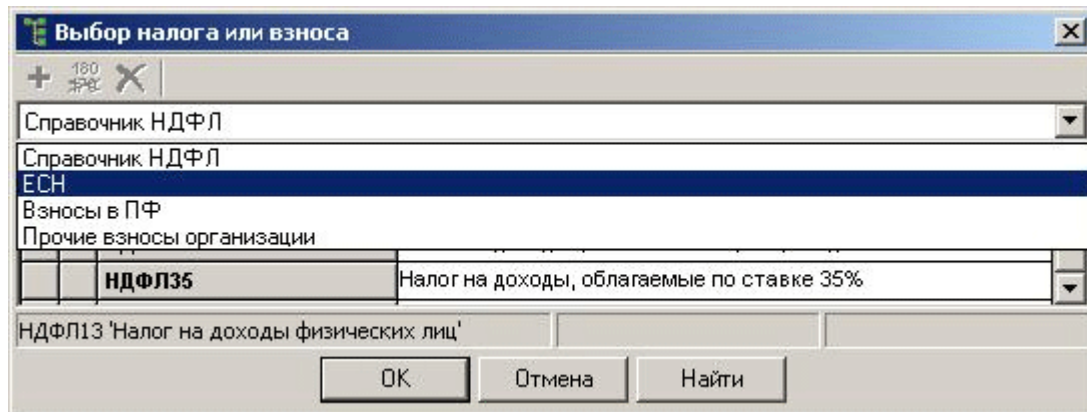 Выбор налога или взноса
Справочник НДФЛ
Справочник НДФЛ
ЕСН
Взносы в ПФ
Прочие взносы организации
НДФЛ35 Налог на доходы, облагаемые по ставке 35%
НДФЛ13 'Налог на доходы физических лиц'
OK Отмена Найти